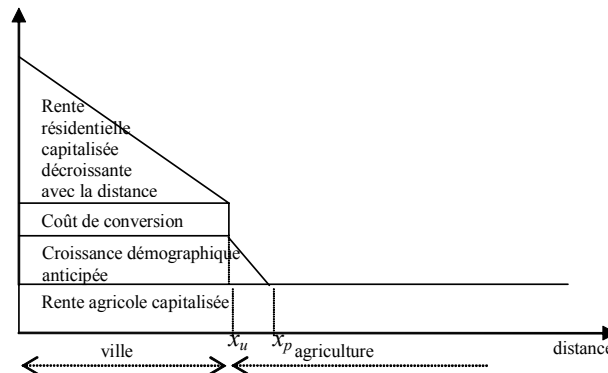 Rente
résidentielle
capitalisée
décroissante
avec la distance
Coût de conversion
Croissance démographique
anticipée
Rente agricole capitalisée
x_u x_p
distance
ville agriculture